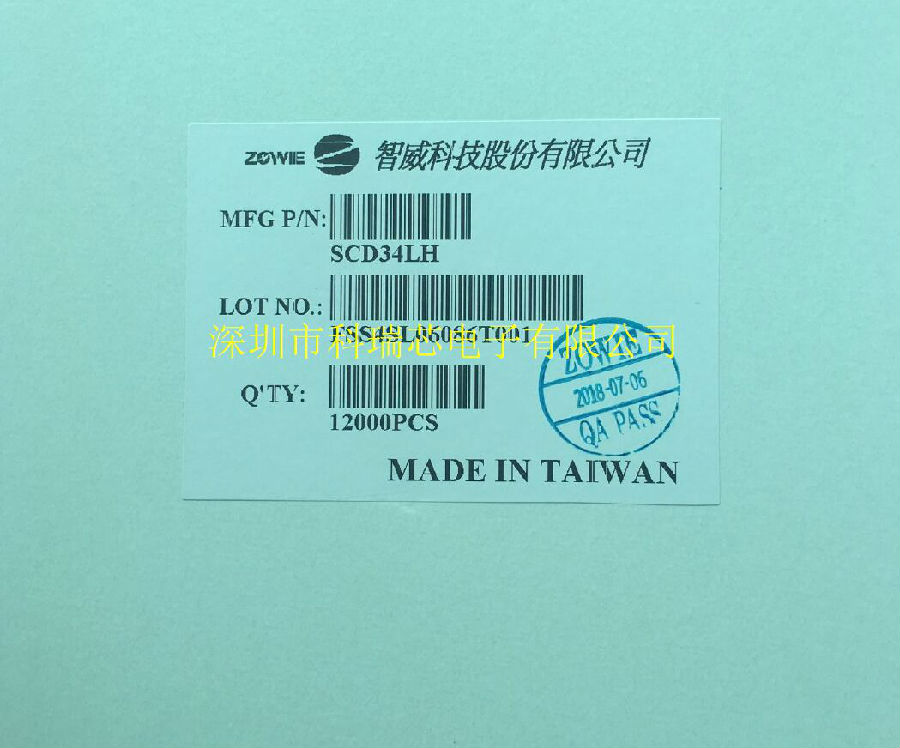 ZOWIE 智威科技股份有限公司
MFG P/N:
SCD34LH
LOT NO.:
深圳市科瑞芯电子有限公司
Q'TY:
12000PCS
ZOWIE
2018-07-06
QA PASS
MADE IN TAIWAN